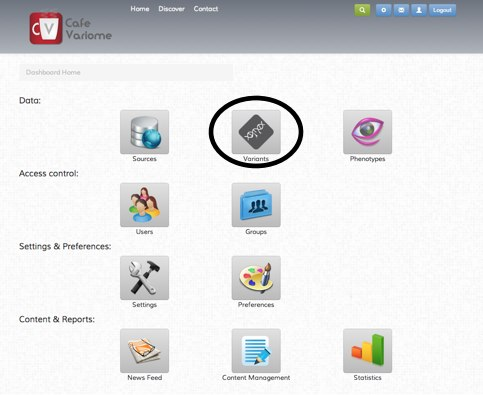 Home Discover Contact
Logout
CV Cafe
Variome
Dashboard Home
Data:
Sources Variants Phenotypes
Access control:
Users Groups
Settings & Preferences:
Settings Preferences
Content & Reports:
News Feed Content Management Statistics